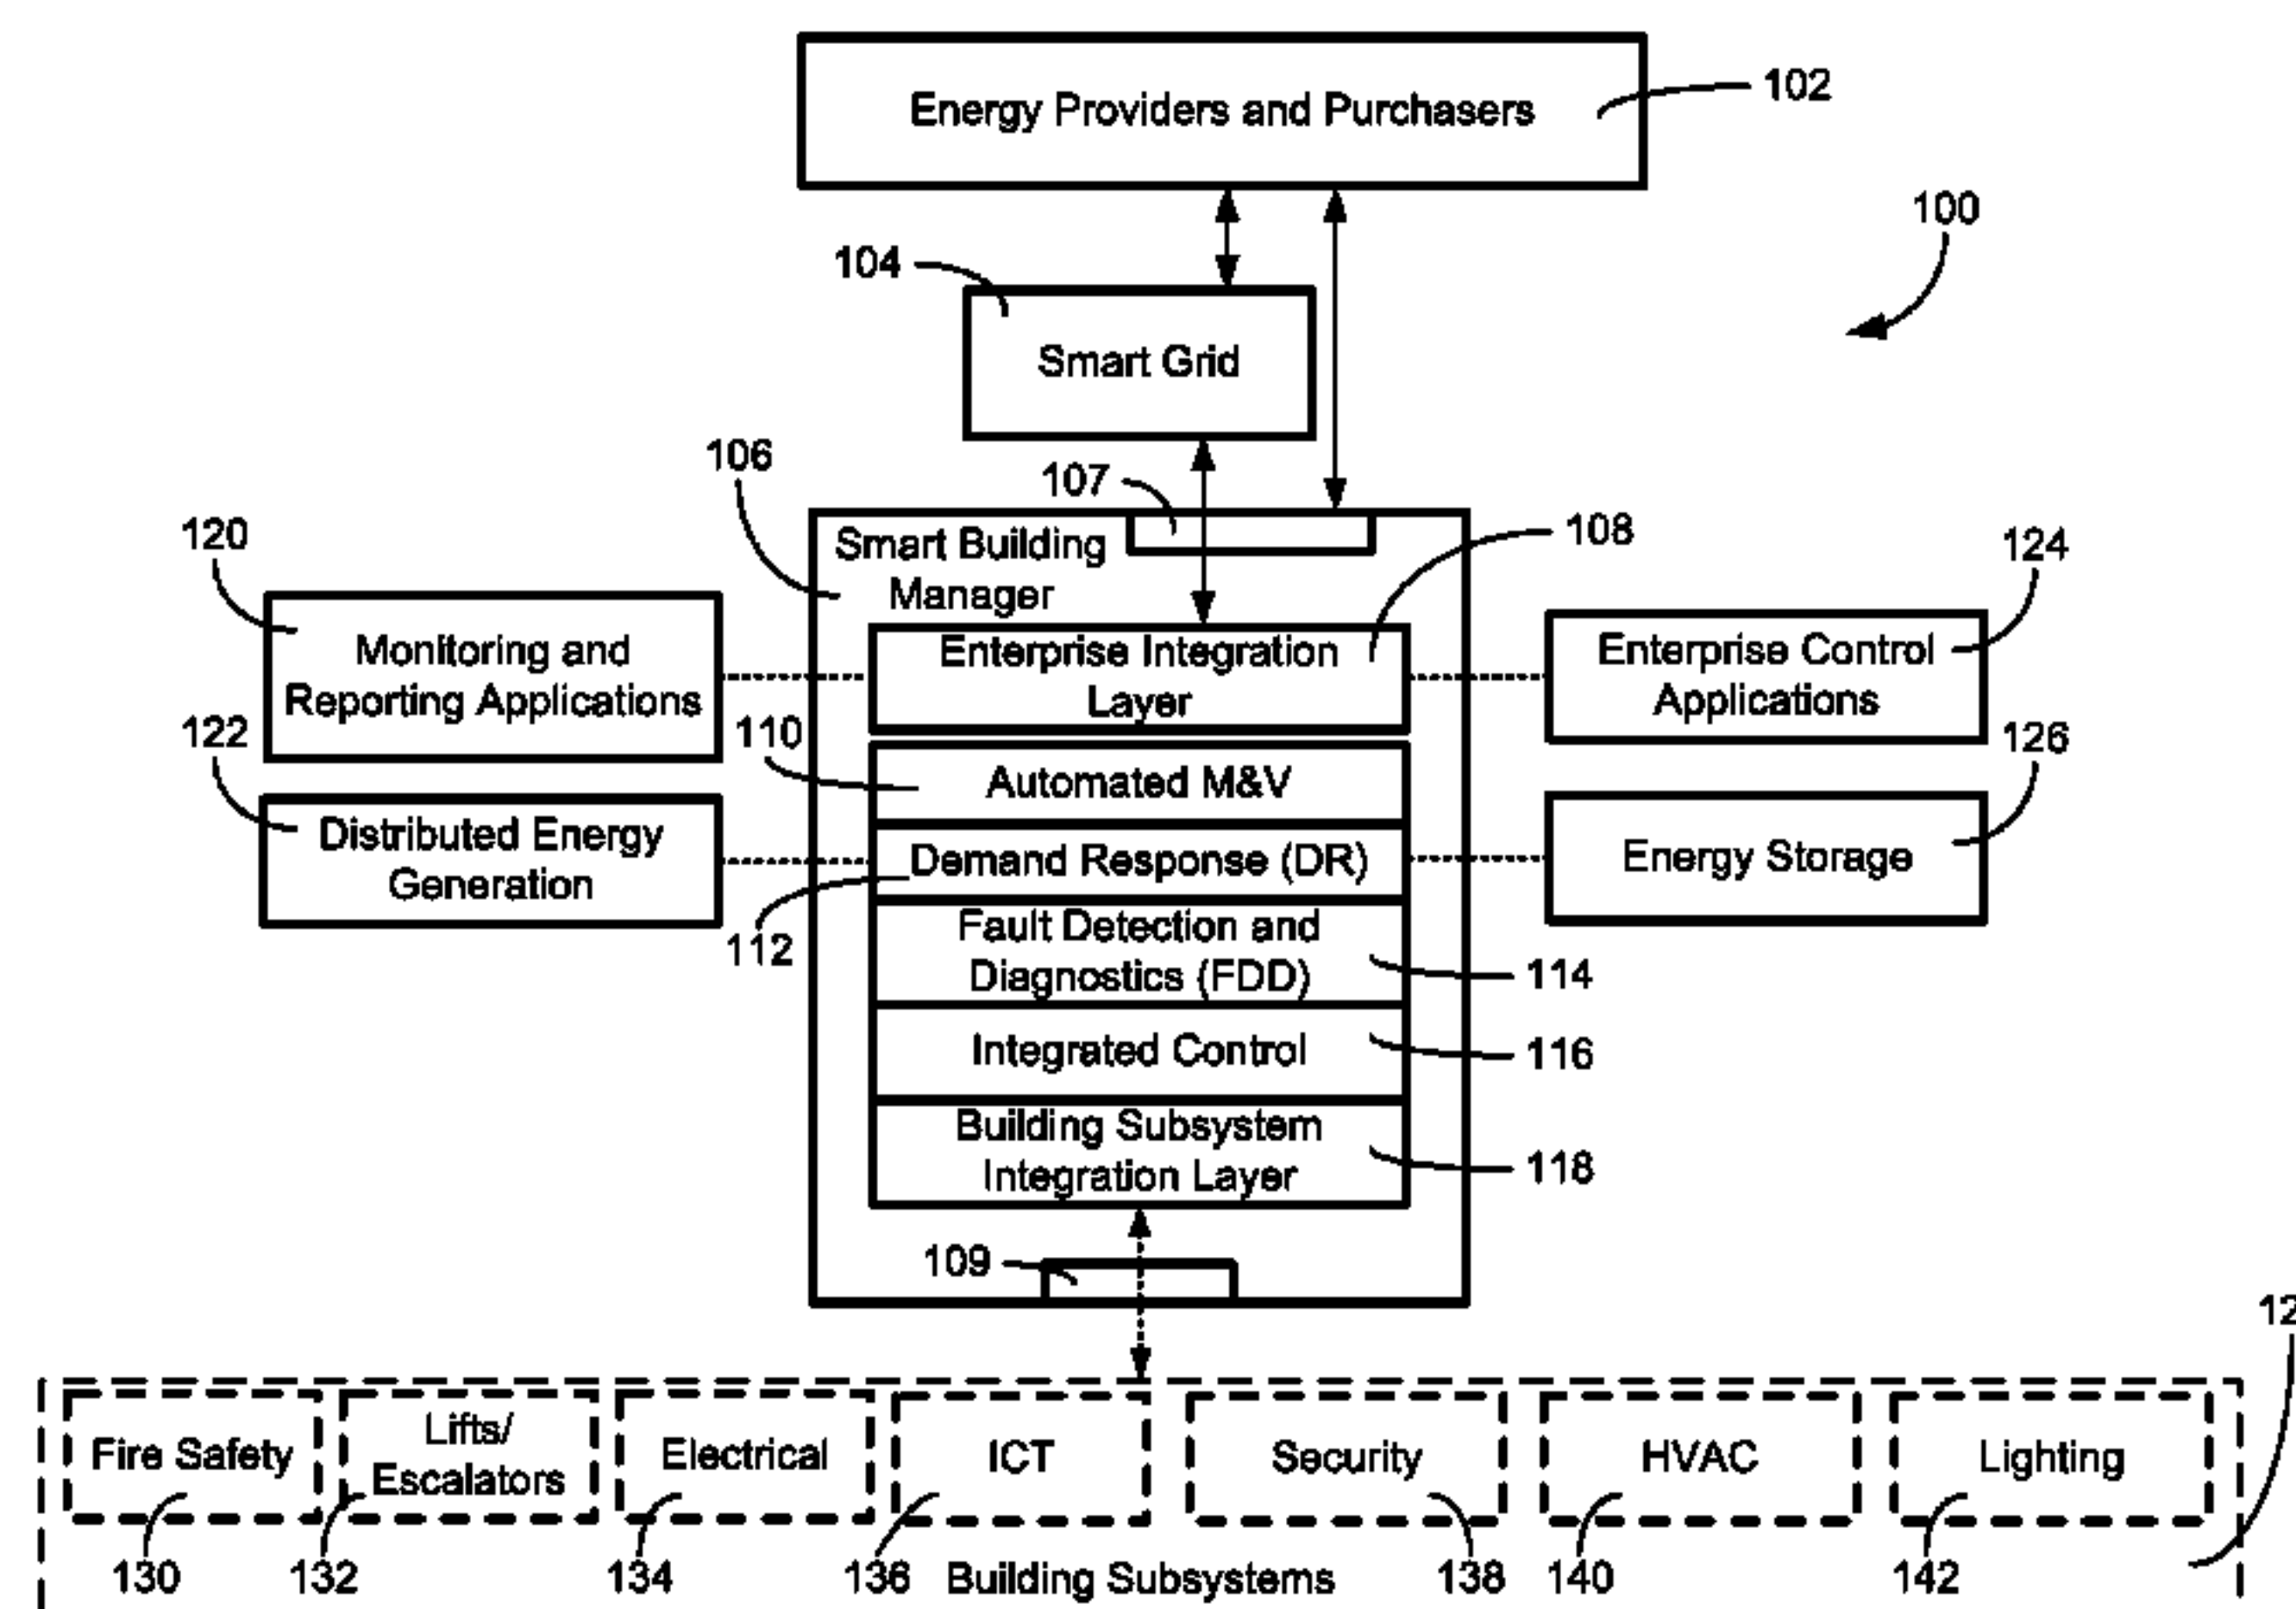 Energy Providers and Purchasers
102
100
104
Smart Grid
106
107
Smart Building
Manager
108
120
124
Monitoring and
Reporting Applications
Enterprise Integration
Layer
Enterprise Control
Applications
122
110
126
Automated M&V
Distributed Energy
Generation
Demand Response (DR)
Energy Storage
112
Fault Detection and
Diagnostics (FDD)
114
Integrated Control
116
Building Subsystem
Integration Layer
118
109
Fire Safety
Lifts/
Escalators
Electrical
ICT
Security
HVAC
Lighting
130
132
134
136
Building Subsystems
138
140
142